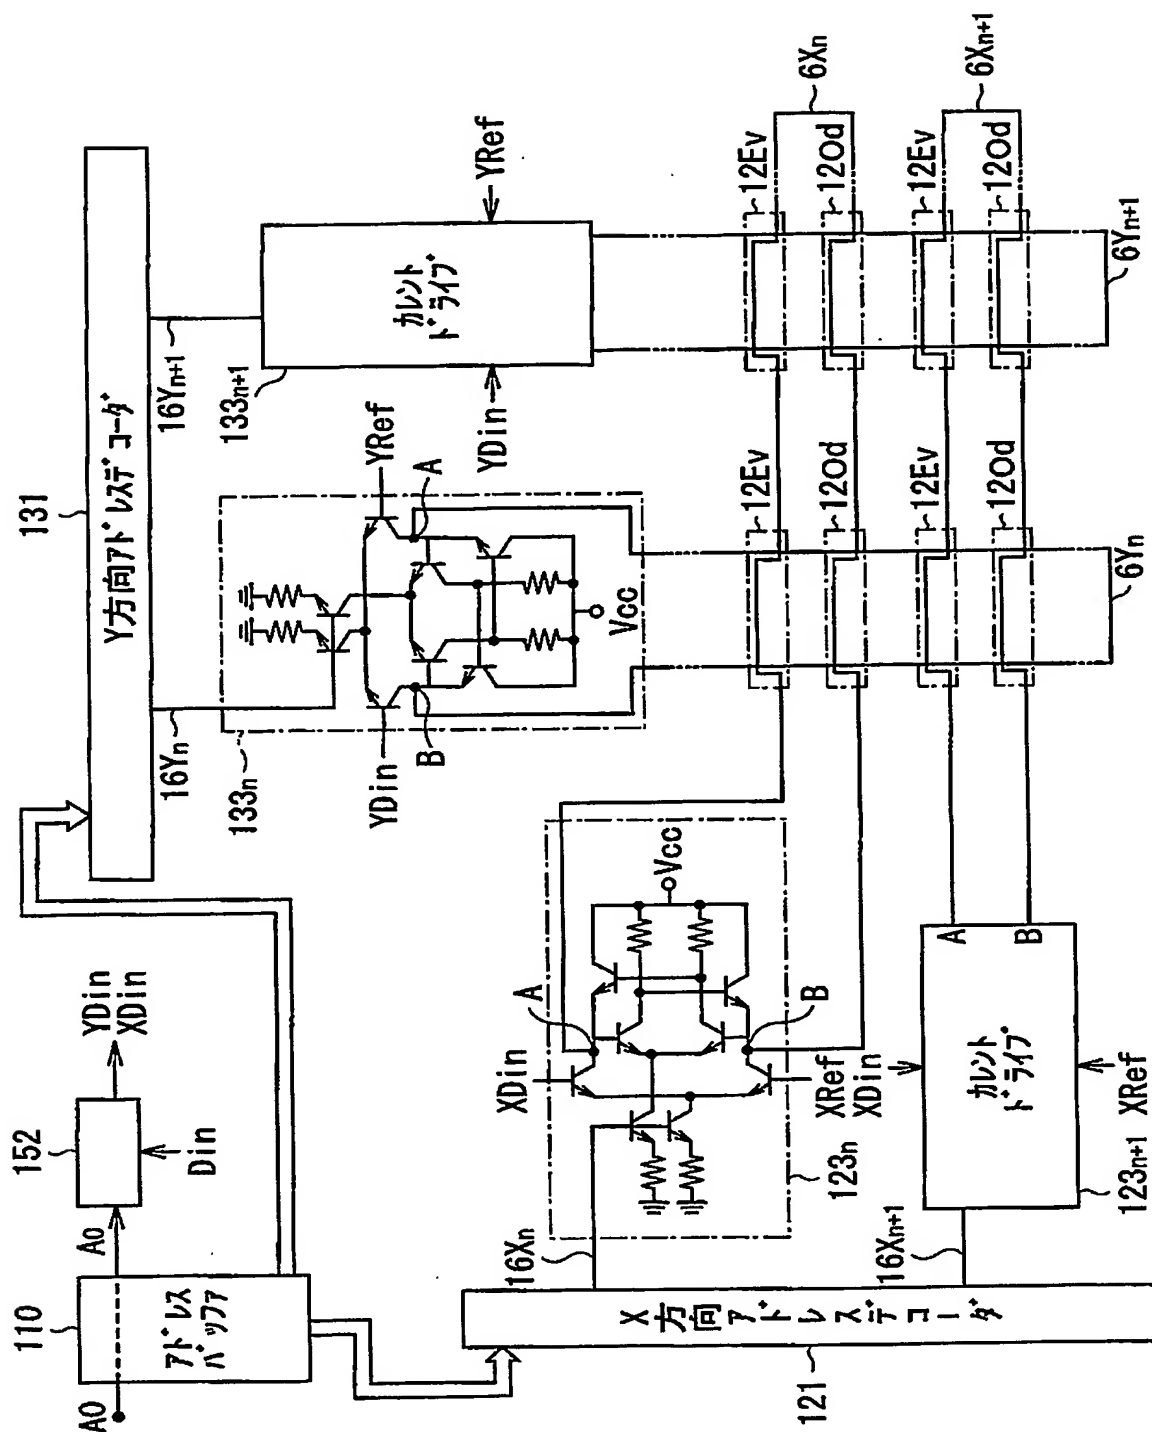 131
Y方向アドレスデコーダ
16Yn
16Yn+1
133n
133n+1
YDin
YRef
A
B
Vcc
カレント
ドライブ
YDin
YRef
110
アドレス
バッファ
A0
A0
152
Din
YDin
XDin
121
X方向アドレスデコーダ
16Xn
16Xn+1
123n
XDin
XRef
A
B
Vcc
123n+1
カレント
ドライブ
XDin
XRef
A
B
12Ev
12Od
12Ev
12Od
12Ev
12Od
12Ev
12Od
6Xn
6Xn+1
6Yn
6Yn+1